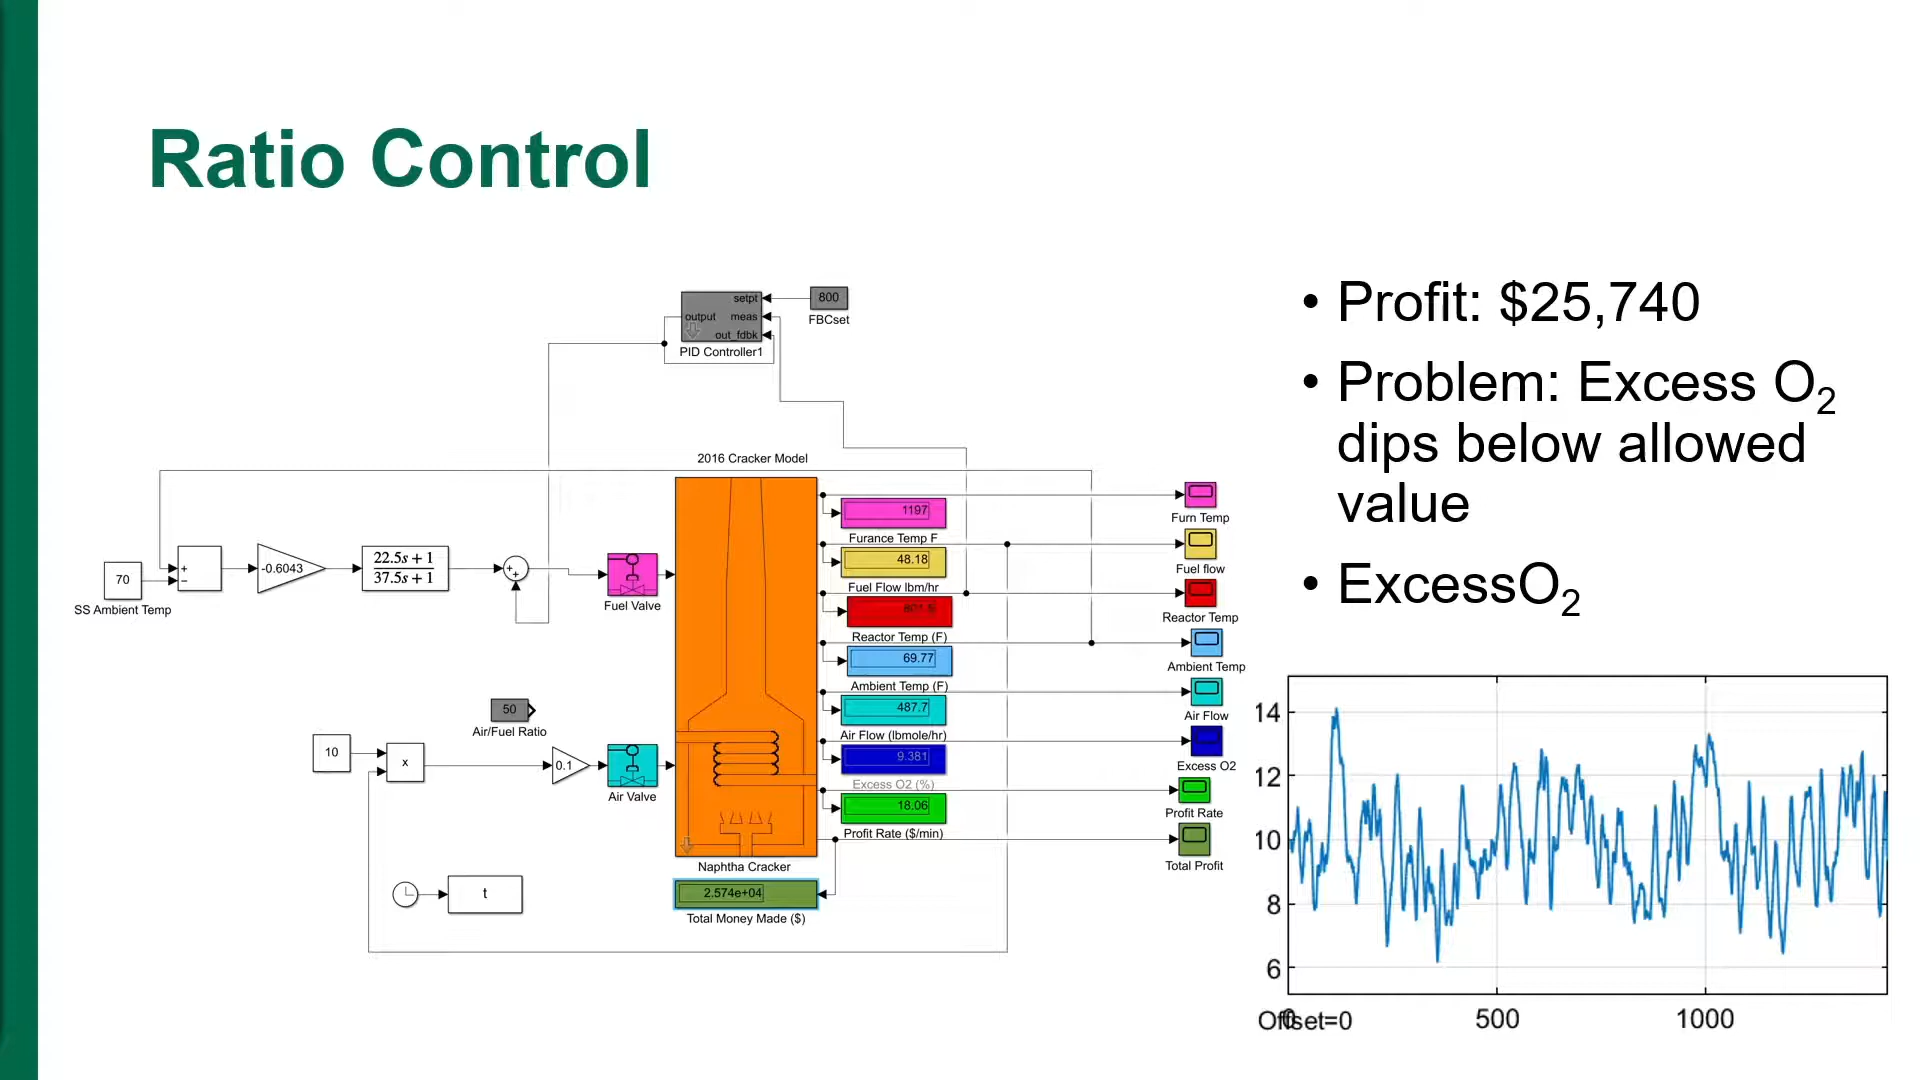 Ratio Control
setpt
output meas
out_fdbk
PID Controller1
800
FBCset
2016 Cracker Model
70
SS Ambient Temp
+
−
-0.6043
22.5s + 1
37.5s + 1
+
+
Fuel Valve
50
Air/Fuel Ratio
10
x
0.1
Air Valve
t
Naphtha Cracker
2.574e+04
Total Money Made ($)
1197
Furance Temp F
48.18
Fuel Flow lbm/hr
Reactor Temp (F)
69.77
Ambient Temp (F)
487.7
Air Flow (lbmole/hr)
9.381
Excess O2 (%)
18.06
Profit Rate ($/min)
Furn Temp
Fuel flow
Reactor Temp
Ambient Temp
Air Flow
Excess O2
Profit Rate
Total Profit
• Profit: $25,740
• Problem: Excess O₂
dips below allowed
value
• ExcessO₂
14
12
10
8
6
0 500 1000
Offset=0